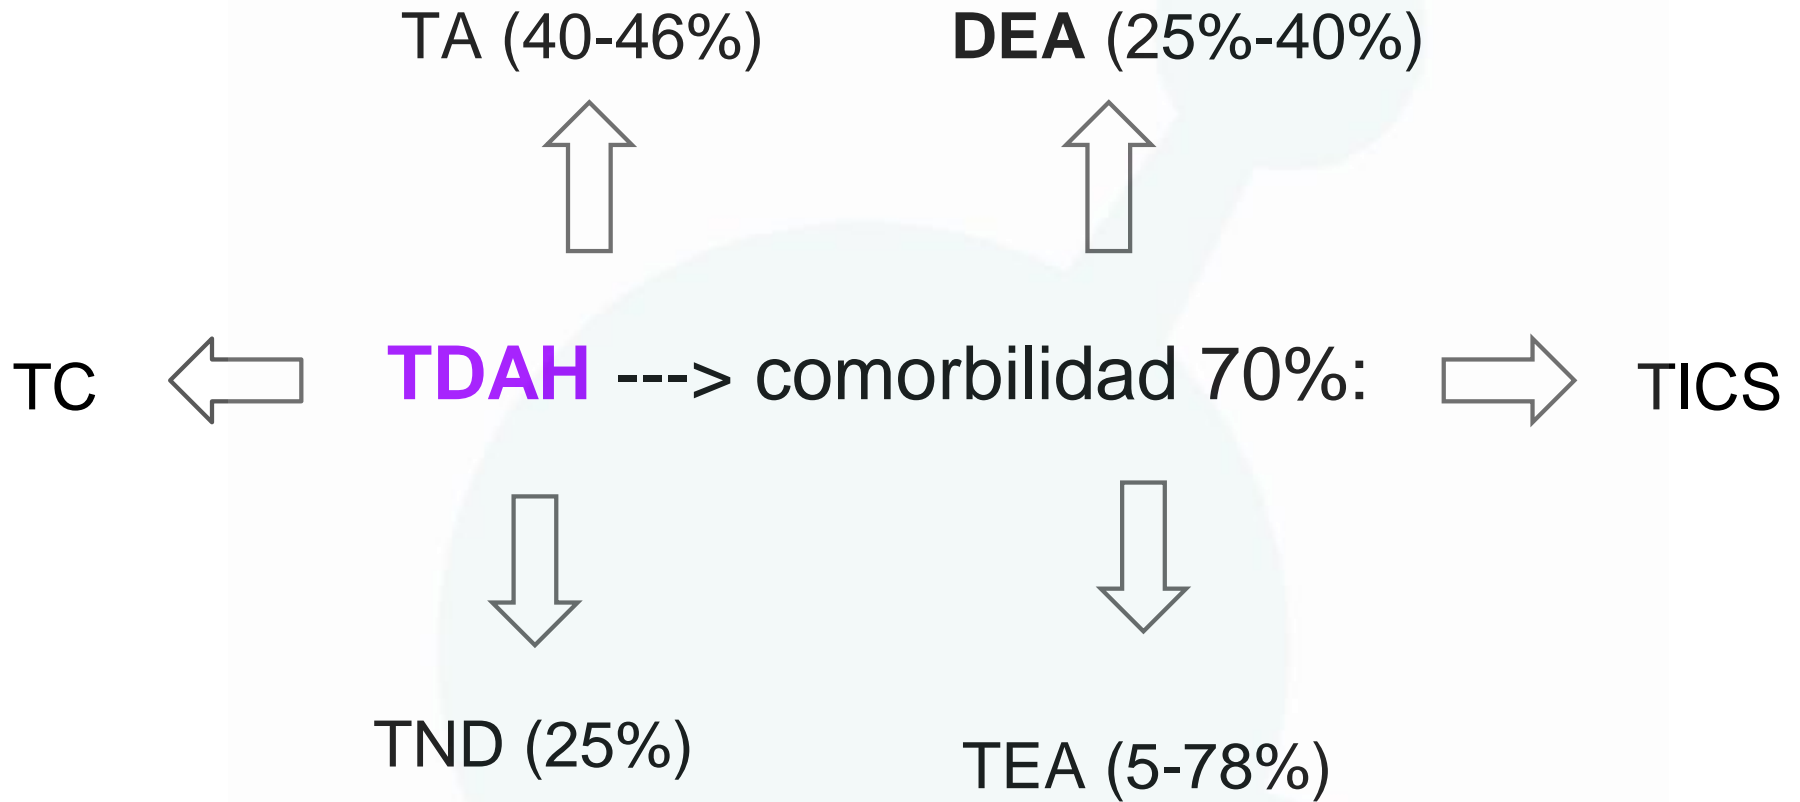 TA (40-46%)
DEA (25%-40%)
TC
TDAH ---> comorbilidad 70%:
TICS
TND (25%)
TEA (5-78%)